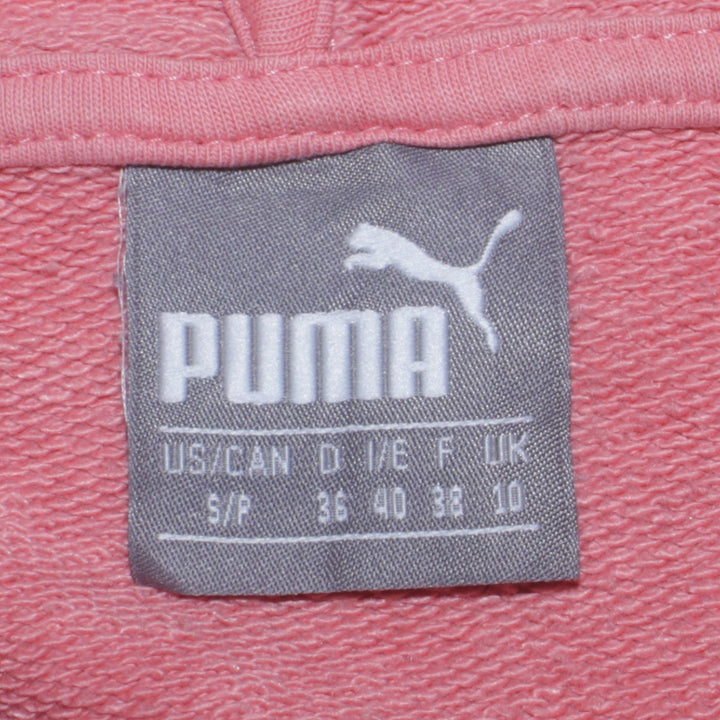 PUMA
US/CAN D I/E F UK
S/P 36 40 38 10